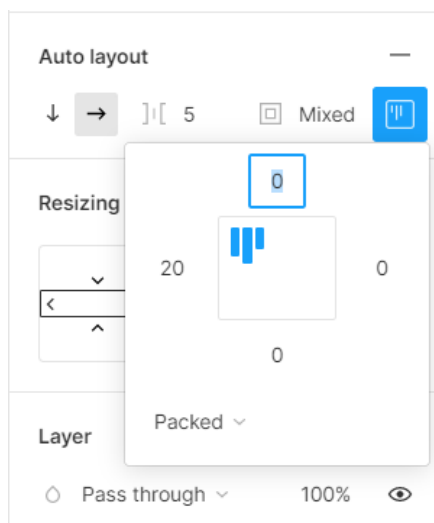 Auto layout
5 Mixed
0
Resizing
20 0
0
Packed
Layer
Pass through 100%